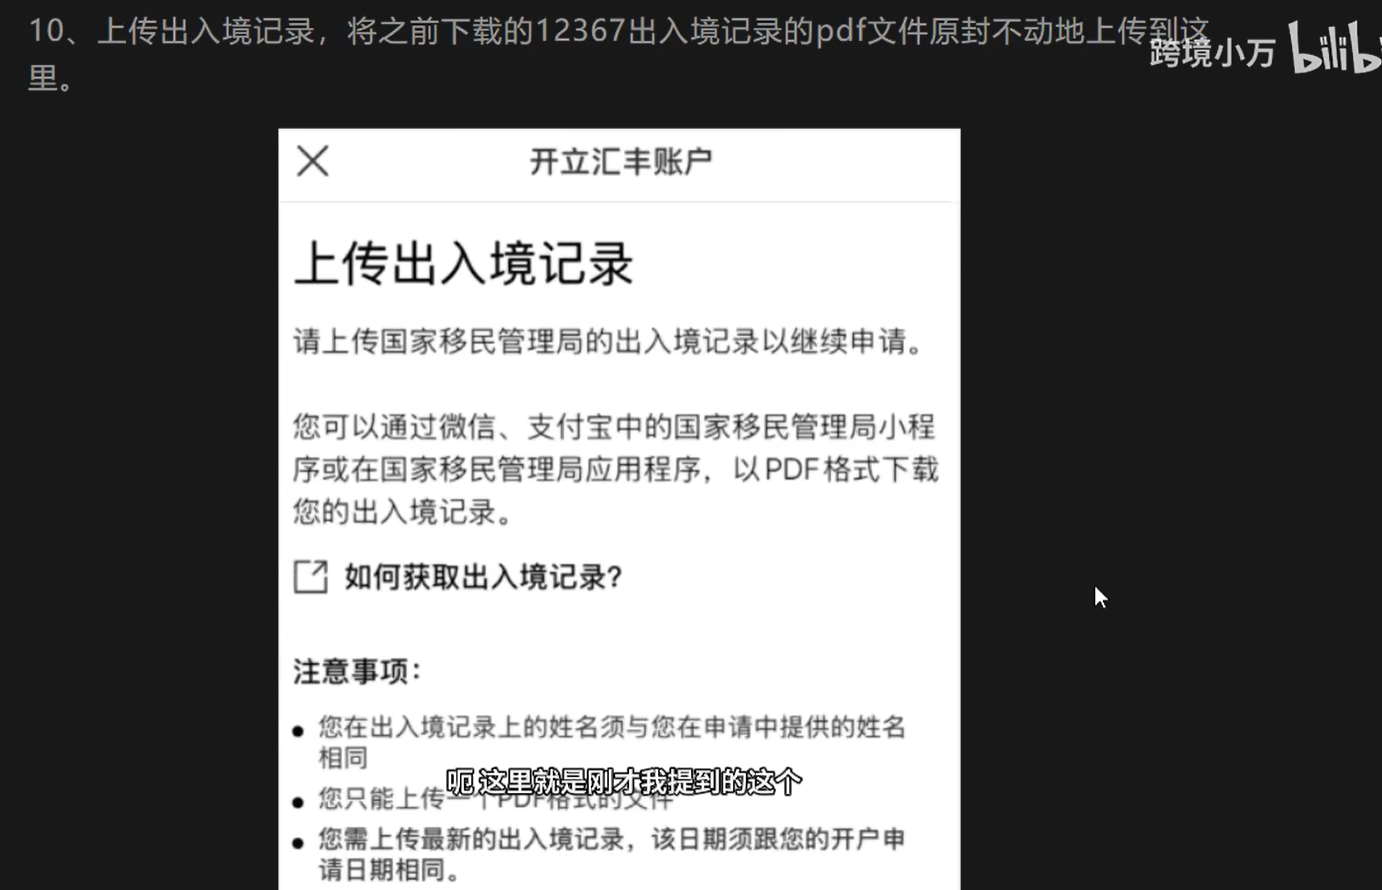 10、上传出入境记录，将之前下载的12367出入境记录的pdf文件原封不动地上传到这
里。
跨境小万 bilibi
开立汇丰账户
上传出入境记录
请上传国家移民管理局的出入境记录以继续申请。
您可以通过微信、支付宝中的国家移民管理局小程
序或在国家移民管理局应用程序，以PDF格式下载
您的出入境记录。
如何获取出入境记录?
注意事项：
您在出入境记录上的姓名须与您在申请中提供的姓名
相同
呃 这里就是刚才我提到的这个
您只能上传一个PDF格式的文件
您需上传最新的出入境记录，该日期须跟您的开户申
请日期相同。